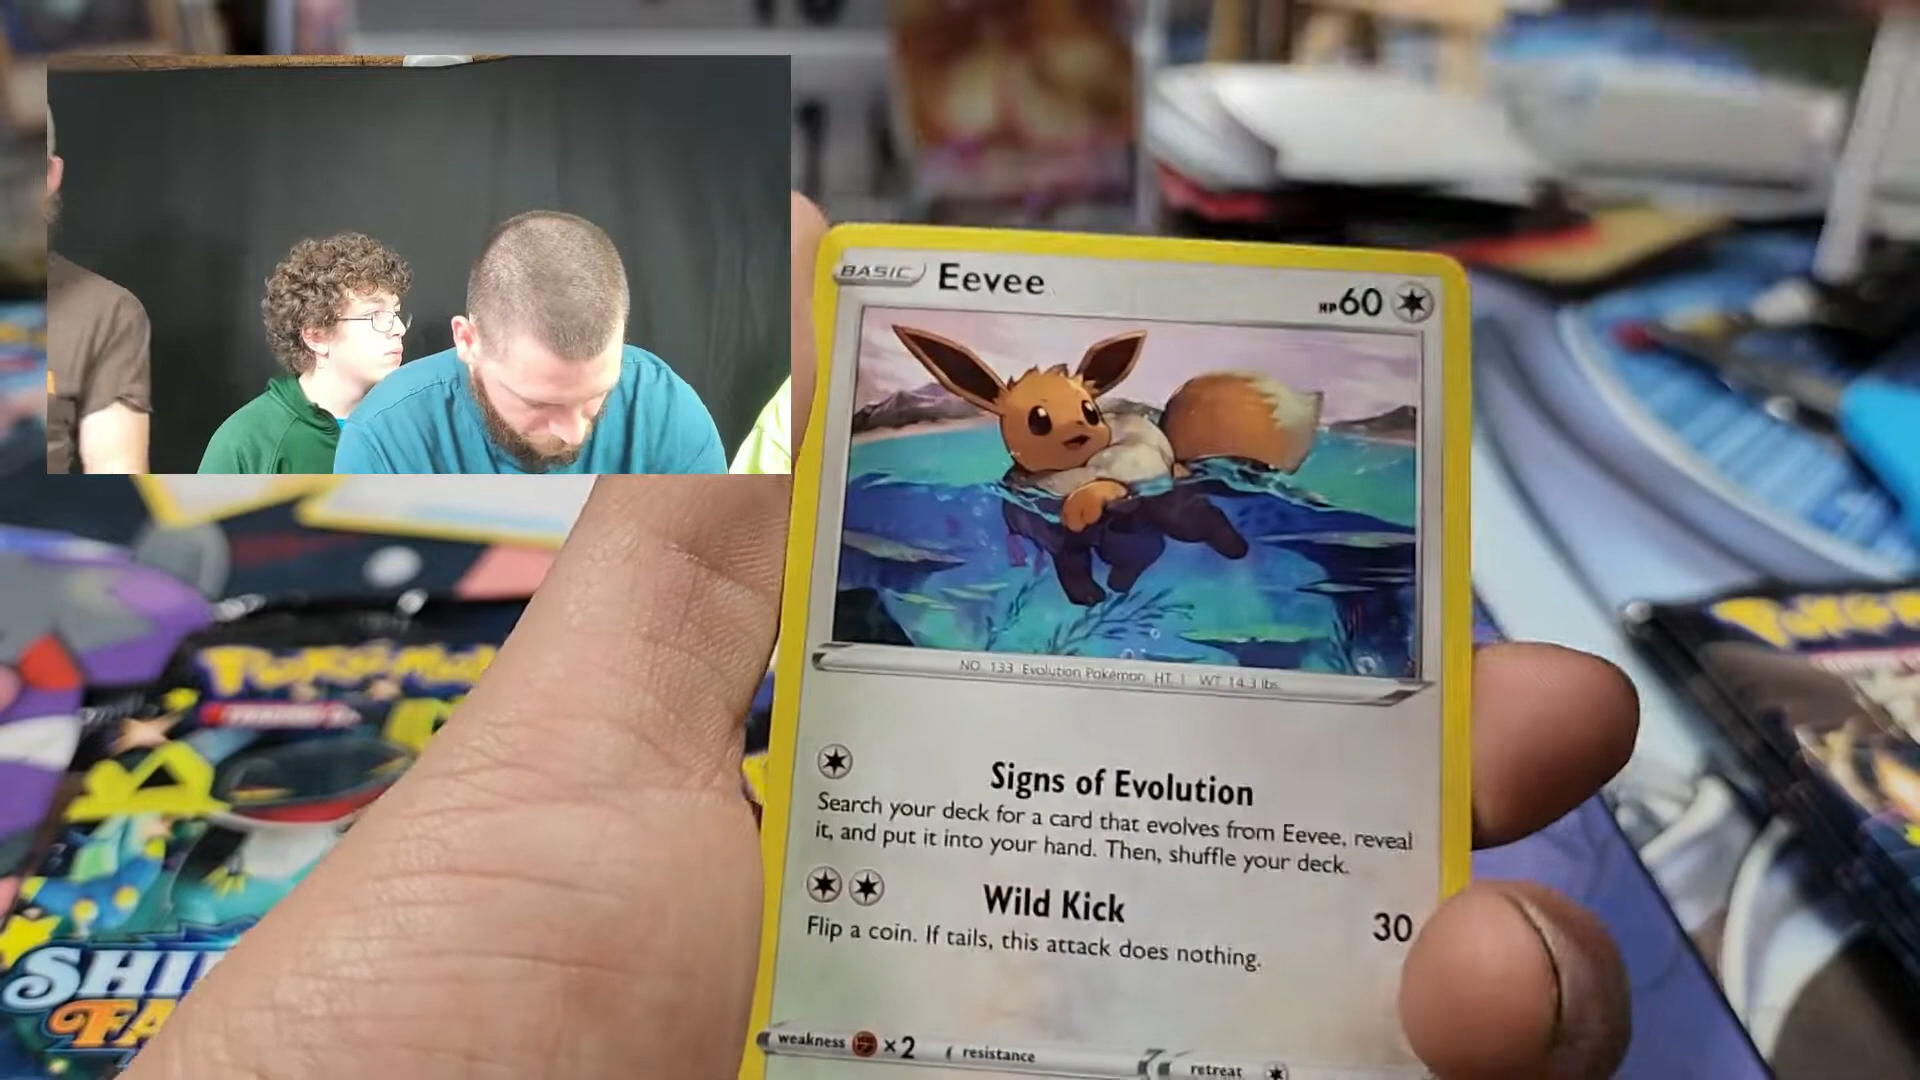 BASIC Eevee HP60
NO. 133 Evolution Pokémon HT 1 WT 14.3 lbs.
Signs of Evolution
Search your deck for a card that evolves from Eevee, reveal
it, and put it into your hand. Then, shuffle your deck.
Wild Kick 30
Flip a coin. If tails, this attack does nothing.
weakness ×2 resistance retreat
Pokémon
SHI
FA